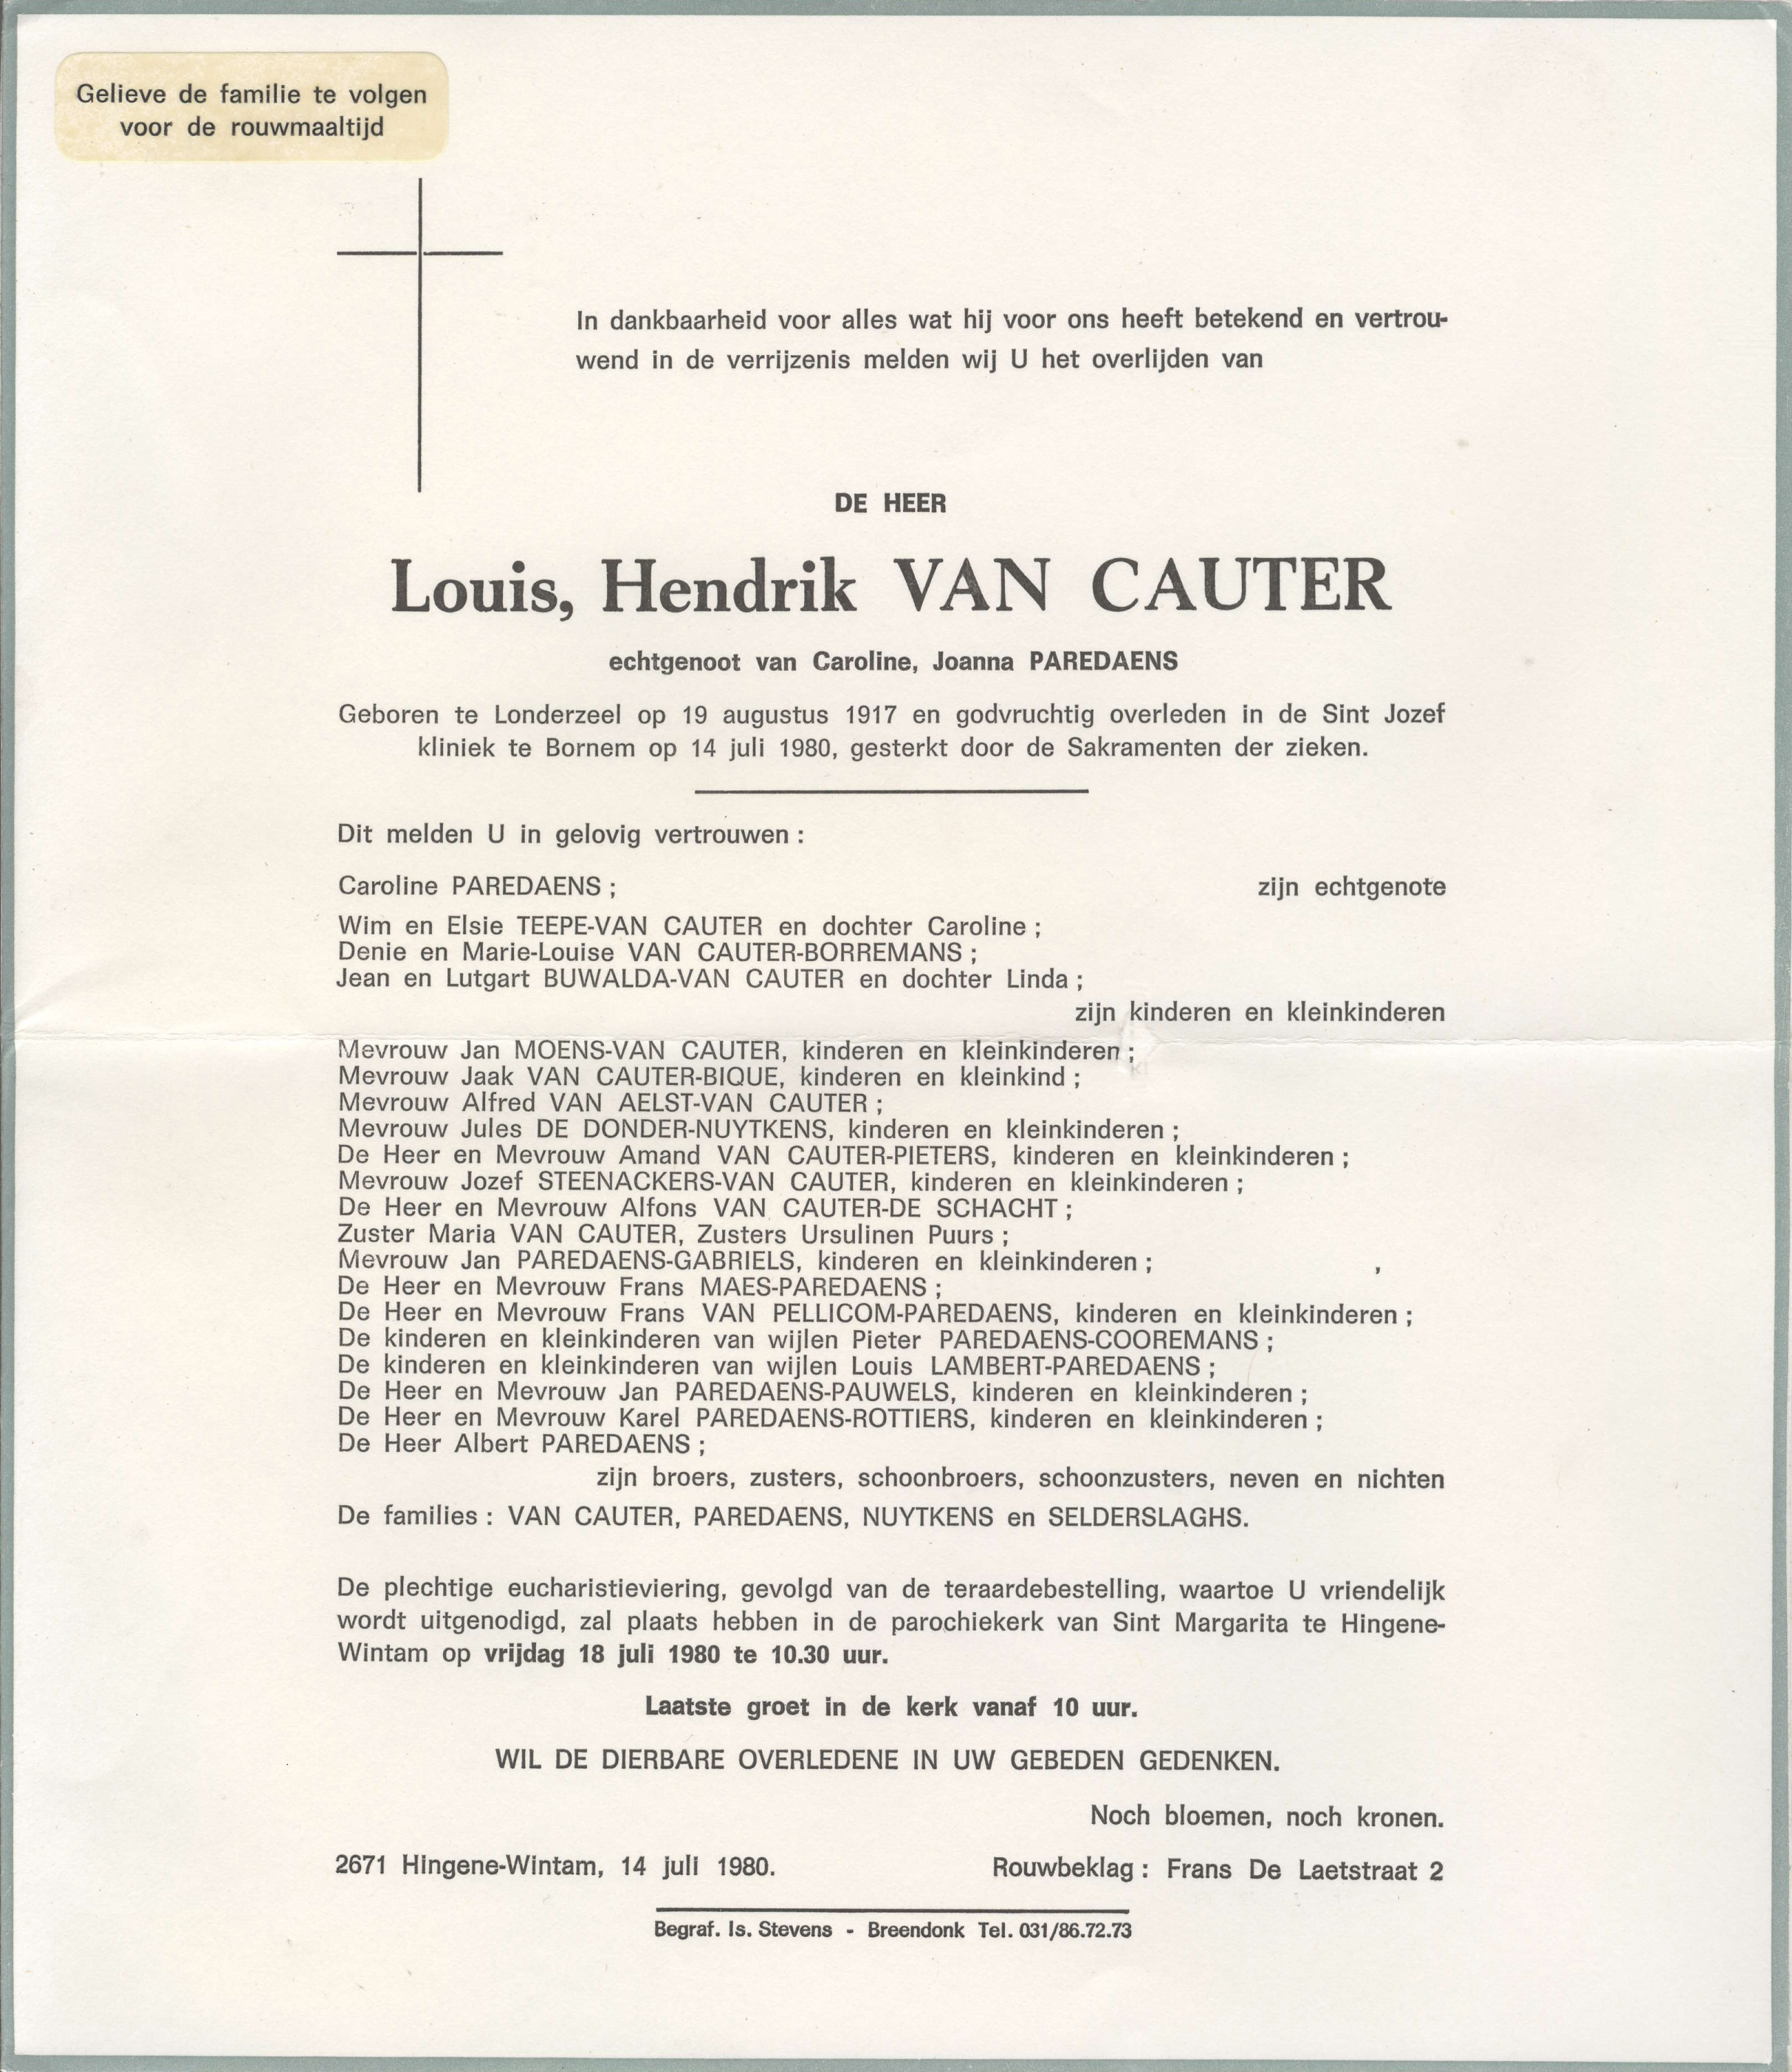 Gelieve de familie te volgen
voor de rouwmaaltijd
In dankbaarheid voor alles wat hij voor ons heeft betekend en vertrou-
wend in de verrijzenis melden wij U het overlijden van
DE HEER
Louis, Hendrik VAN CAUTER
echtgenoot van Caroline, Joanna PAREDAENS
Geboren te Londerzeel op 19 augustus 1917 en godvruchtig overleden in de Sint Jozef
kliniek te Bornem op 14 juli 1980, gesterkt door de Sakramenten der zieken.
Dit melden U in gelovig vertrouwen :
Caroline PAREDAENS ; zijn echtgenote
Wim en Elsie TEEPE-VAN CAUTER en dochter Caroline ;
Denie en Marie-Louise VAN CAUTER-BORREMANS ;
Jean en Lutgart BUWALDA-VAN CAUTER en dochter Linda ;
zijn kinderen en kleinkinderen
Mevrouw Jan MOENS-VAN CAUTER, kinderen en kleinkinderen ;
Mevrouw Jaak VAN CAUTER-BIQUE, kinderen en kleinkind ;
Mevrouw Alfred VAN AELST-VAN CAUTER ;
Mevrouw Jules DE DONDER-NUYTKENS, kinderen en kleinkinderen ;
De Heer en Mevrouw Amand VAN CAUTER-PIETERS, kinderen en kleinkinderen ;
Mevrouw Jozef STEENACKERS-VAN CAUTER, kinderen en kleinkinderen ;
De Heer en Mevrouw Alfons VAN CAUTER-DE SCHACHT ;
Zuster Maria VAN CAUTER, Zusters Ursulinen Puurs ;
Mevrouw Jan PAREDAENS-GABRIELS, kinderen en kleinkinderen ;
De Heer en Mevrouw Frans MAES-PAREDAENS ;
De Heer en Mevrouw Frans VAN PELLICOM-PAREDAENS, kinderen en kleinkinderen ;
De kinderen en kleinkinderen van wijlen Pieter PAREDAENS-COOREMANS ;
De kinderen en kleinkinderen van wijlen Louis LAMBERT-PAREDAENS ;
De Heer en Mevrouw Jan PAREDAENS-PAUWELS, kinderen en kleinkinderen ;
De Heer en Mevrouw Karel PAREDAENS-ROTTIERS, kinderen en kleinkinderen ;
De Heer Albert PAREDAENS ;
zijn broers, zusters, schoonbroers, schoonzusters, neven en nichten
De families : VAN CAUTER, PAREDAENS, NUYTKENS en SELDERSLAGHS.
De plechtige eucharistieviering, gevolgd van de teraardebestelling, waartoe U vriendelijk
wordt uitgenodigd, zal plaats hebben in de parochiekerk van Sint Margarita te Hingene-
Wintam op vrijdag 18 juli 1980 te 10.30 uur.
Laatste groet in de kerk vanaf 10 uur.
WIL DE DIERBARE OVERLEDENE IN UW GEBEDEN GEDENKEN.
Noch bloemen, noch kronen.
2671 Hingene-Wintam, 14 juli 1980. Rouwbeklag : Frans De Laetstraat 2
Begraf. Is. Stevens - Breendonk Tel. 031/86.72.73